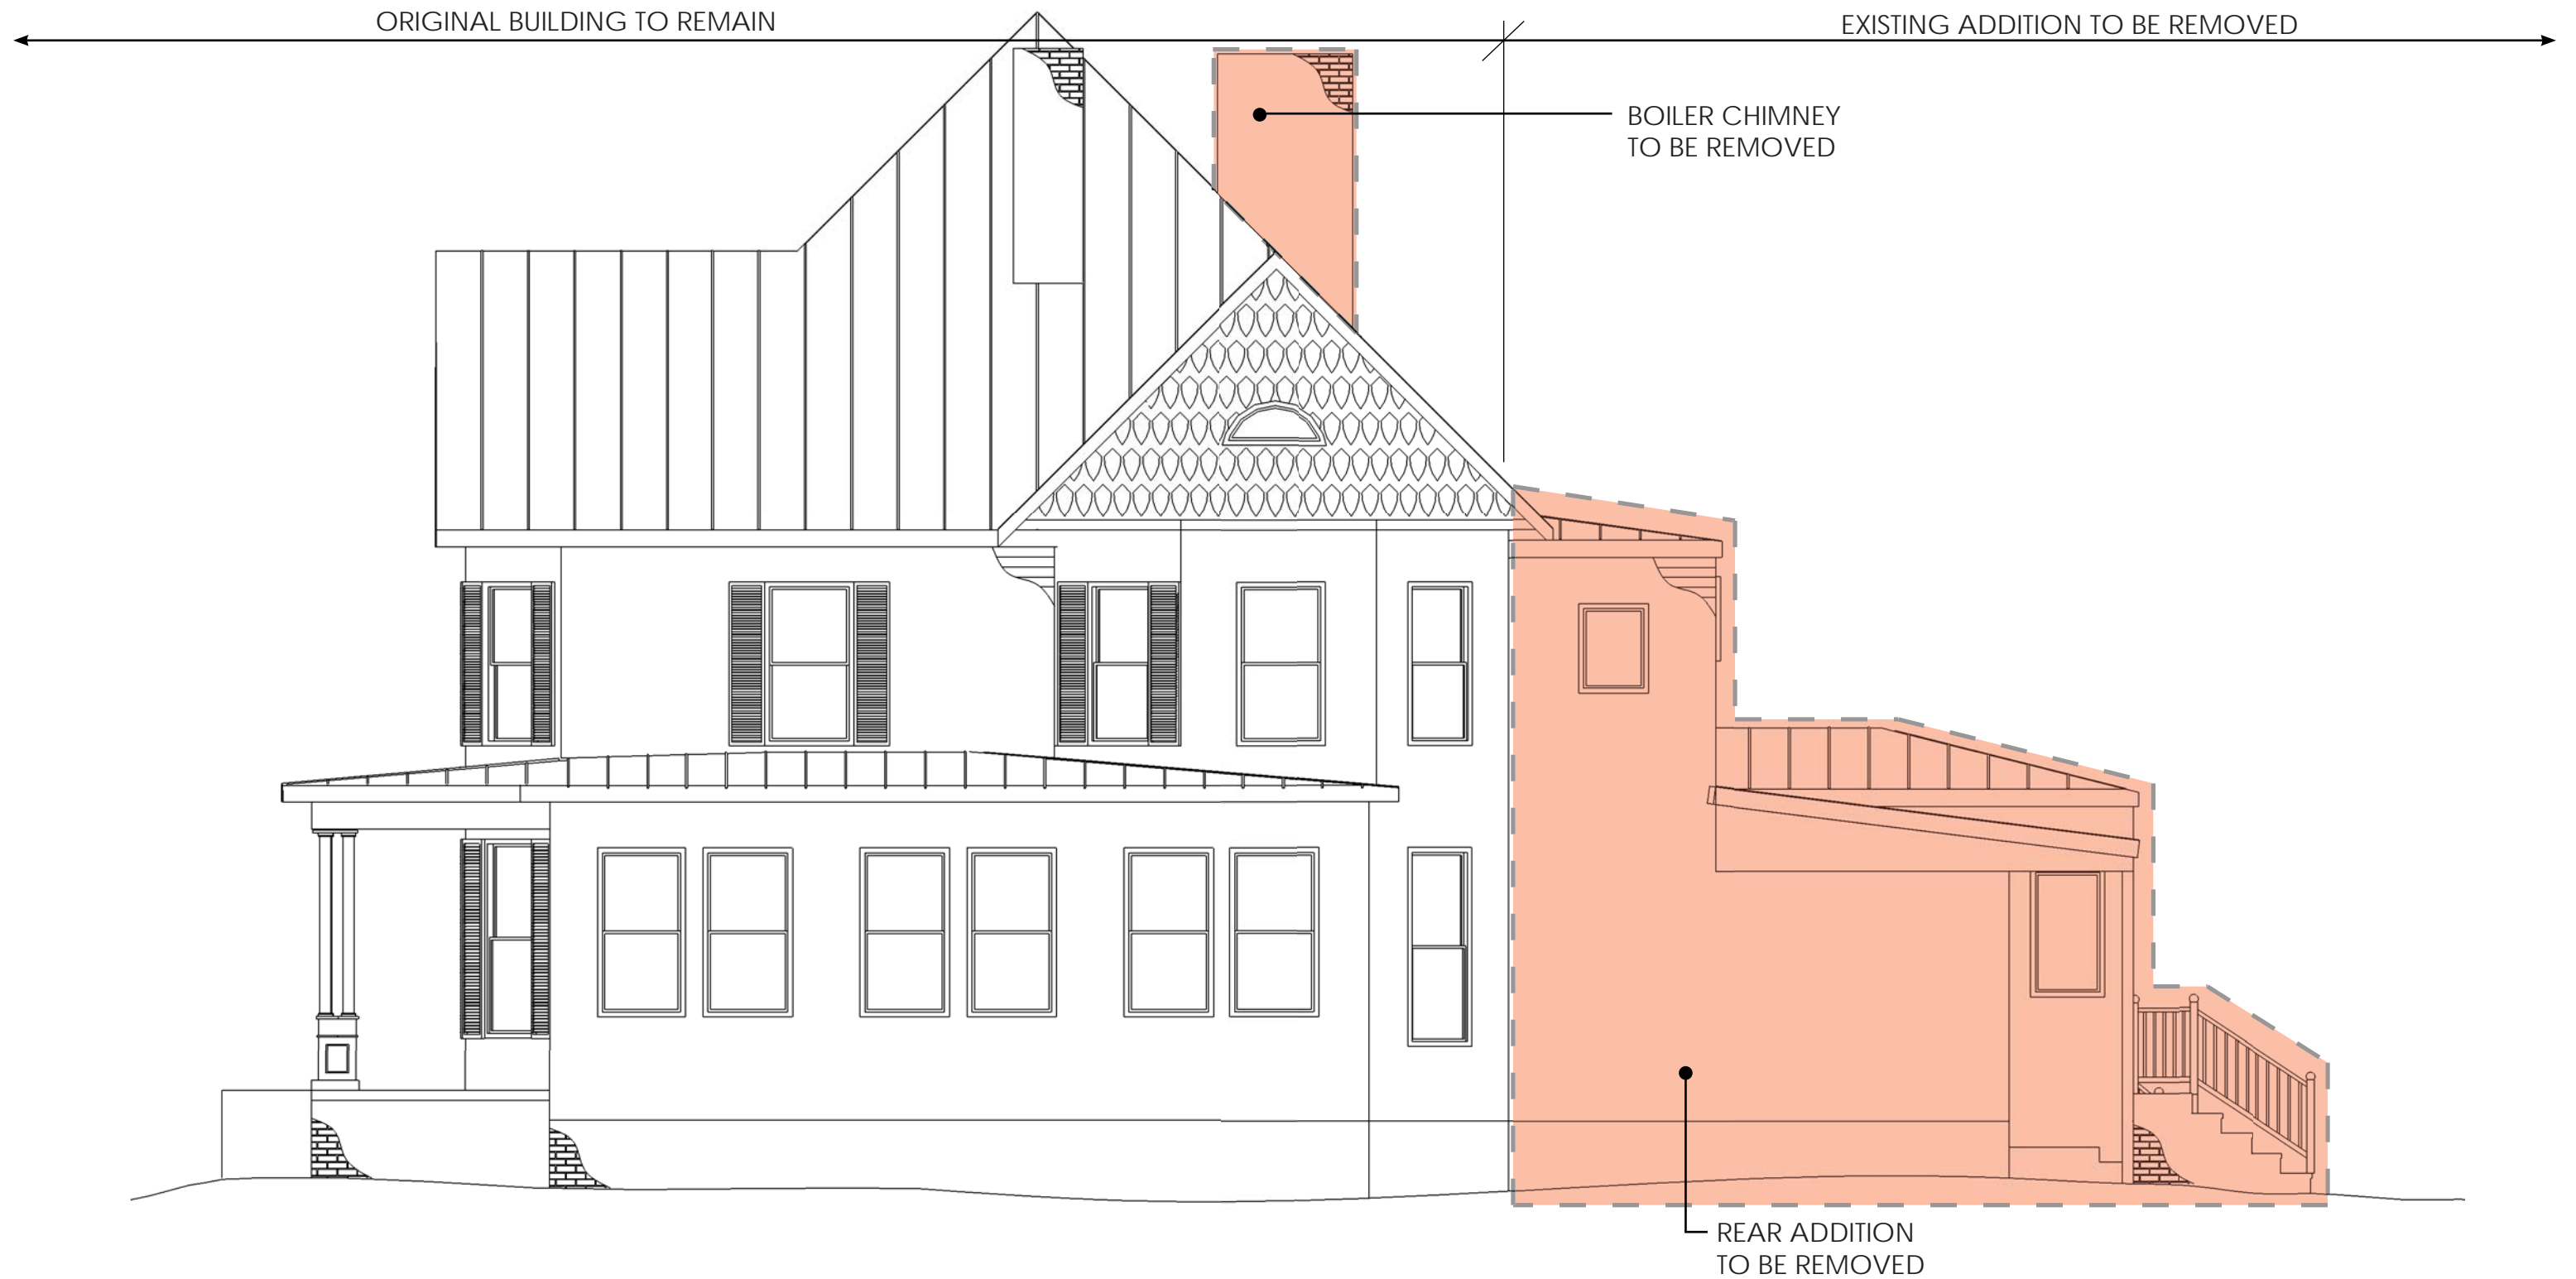 ORIGINAL BUILDING TO REMAIN
EXISTING ADDITION TO BE REMOVED
BOILER CHIMNEY
TO BE REMOVED
REAR ADDITION
TO BE REMOVED